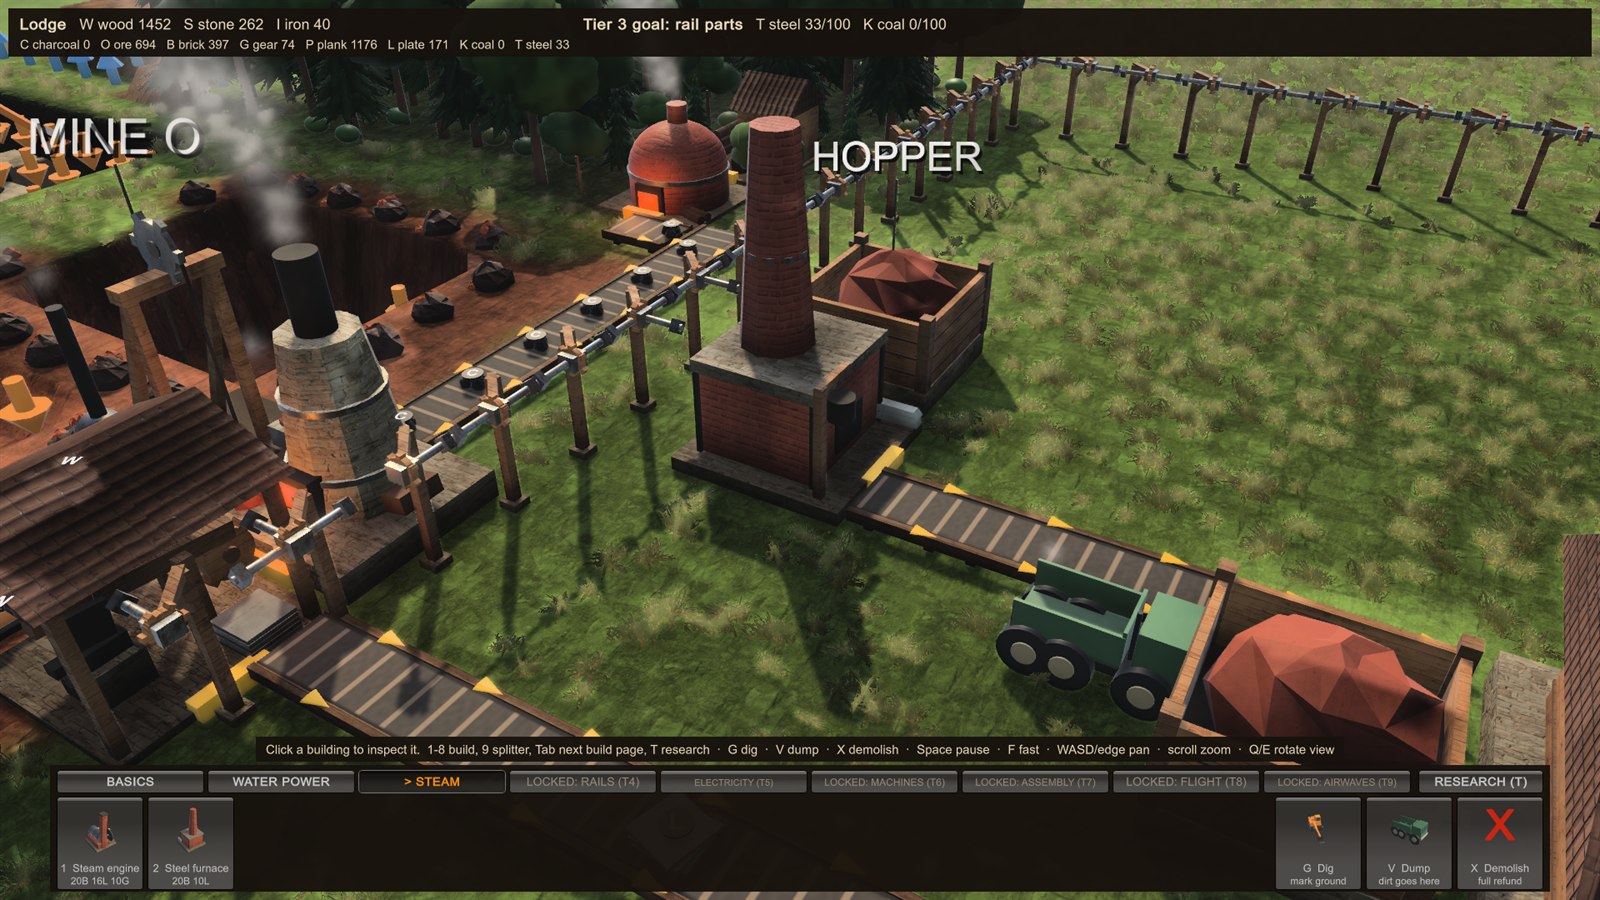 Lodge W wood 1452 S stone 262 I iron 40
Tier 3 goal: rail parts T steel 33/100 K coal 0/100
C charcoal 0 O ore 694 B brick 397 G gear 74 P plank 1176 L plate 171 K coal 0 T steel 33
MINE O
HOPPER
W
W
Click a building to inspect it. 1-8 build, 9 splitter, Tab next build page, T research · G dig · V dump · X demolish · Space pause · F fast · WASD/edge pan · scroll zoom · Q/E rotate view
BASICS
WATER POWER
> STEAM
LOCKED: RAILS (T4)
ELECTRICITY (T5)
LOCKED: MACHINES (T6)
LOCKED: ASSEMBLY (T7)
LOCKED: FLIGHT (T8)
LOCKED: AIRWAVES (T9)
RESEARCH (T)
1 Steam engine
20B 16L 10G
2 Steel furnace
20B 10L
G Dig
mark ground
V Dump
dirt goes here
X Demolish
full refund